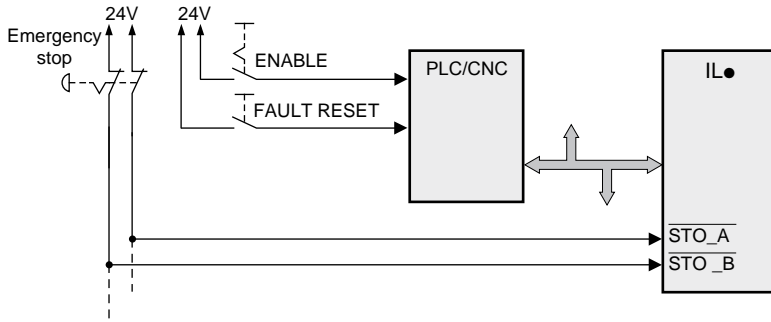 24V
24V
Emergency
stop
ENABLE
FAULT RESET
PLC/CNC
IL●
STO_A
STO _B